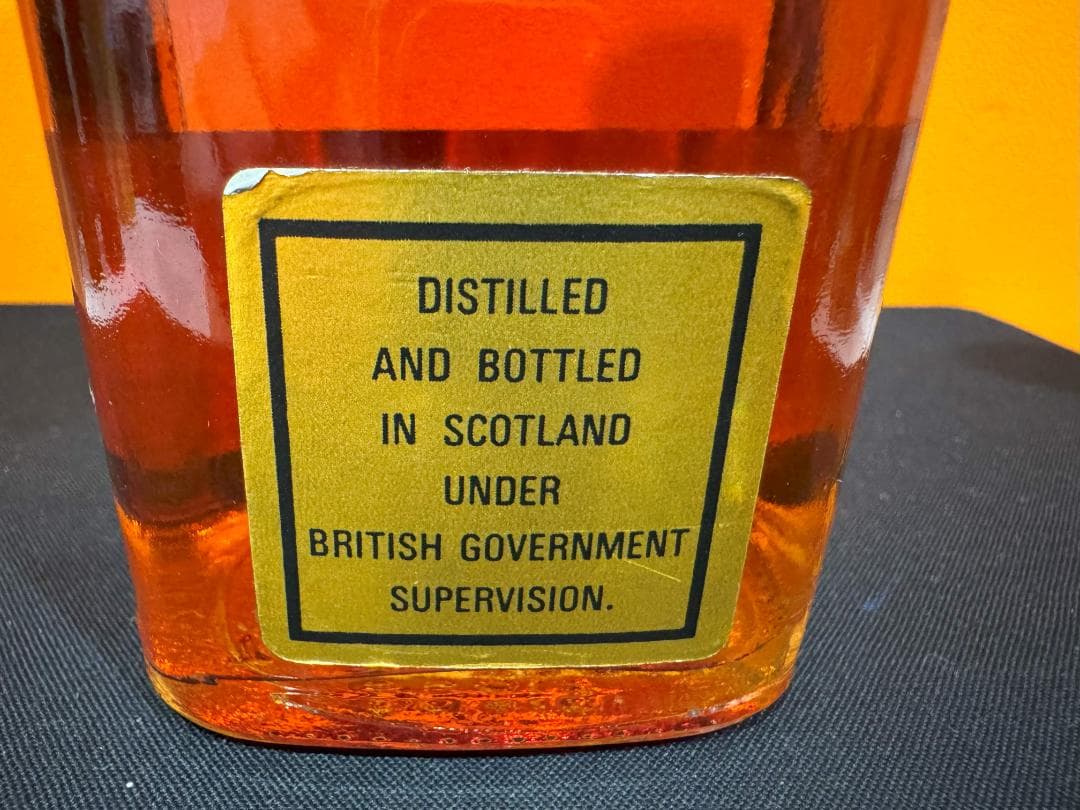 DISTILLED
AND BOTTLED
IN SCOTLAND
UNDER
BRITISH GOVERNMENT
SUPERVISION.